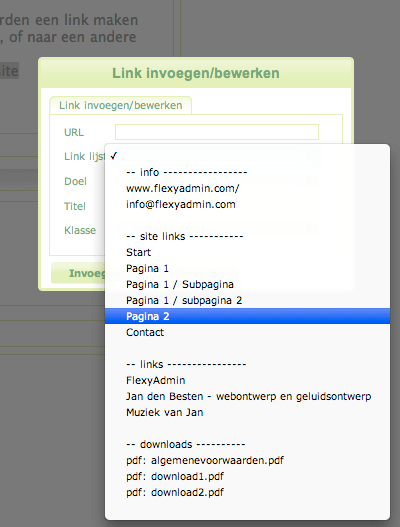 rden een link maken
, of naar een andere
site
Link invoegen/bewerken
Link invoegen/bewerken
URL
Link lijst ✓
-- info -----------------
www.flexyadmin.com/
Doel
info@flexyadmin.com
Titel
Klasse
-- site links -----------
Start
Pagina 1
Invoeg
Pagina 1 / Subpagina
Pagina 1 / subpagina 2
Pagina 2
Contact
-- links ----------------
FlexyAdmin
Jan den Besten - webontwerp en geluidsontwerp
Muziek van Jan
-- downloads ----------
pdf: algemenevoorwaarden.pdf
pdf: download1.pdf
pdf: download2.pdf